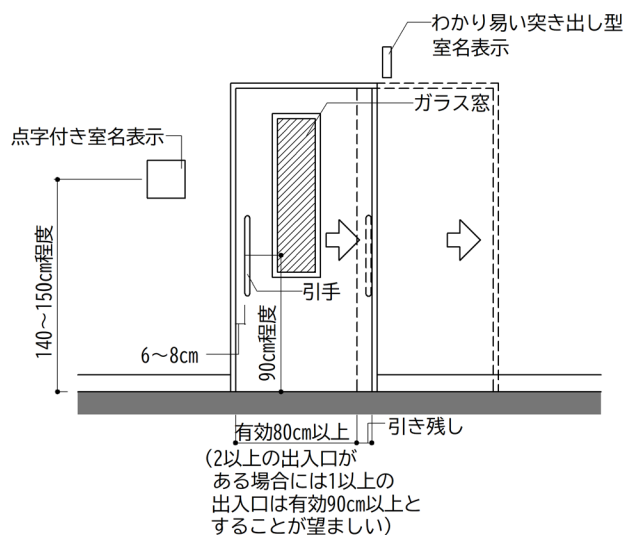 わかり易い突き出し型
室名表示
ガラス窓
点字付き室名表示
140〜150cm程度
引手
90cm程度
6〜8cm
有効80cm以上
引き残し
（2以上の出入口が
ある場合には1以上の
出入口は有効90cm以上と
することが望ましい）